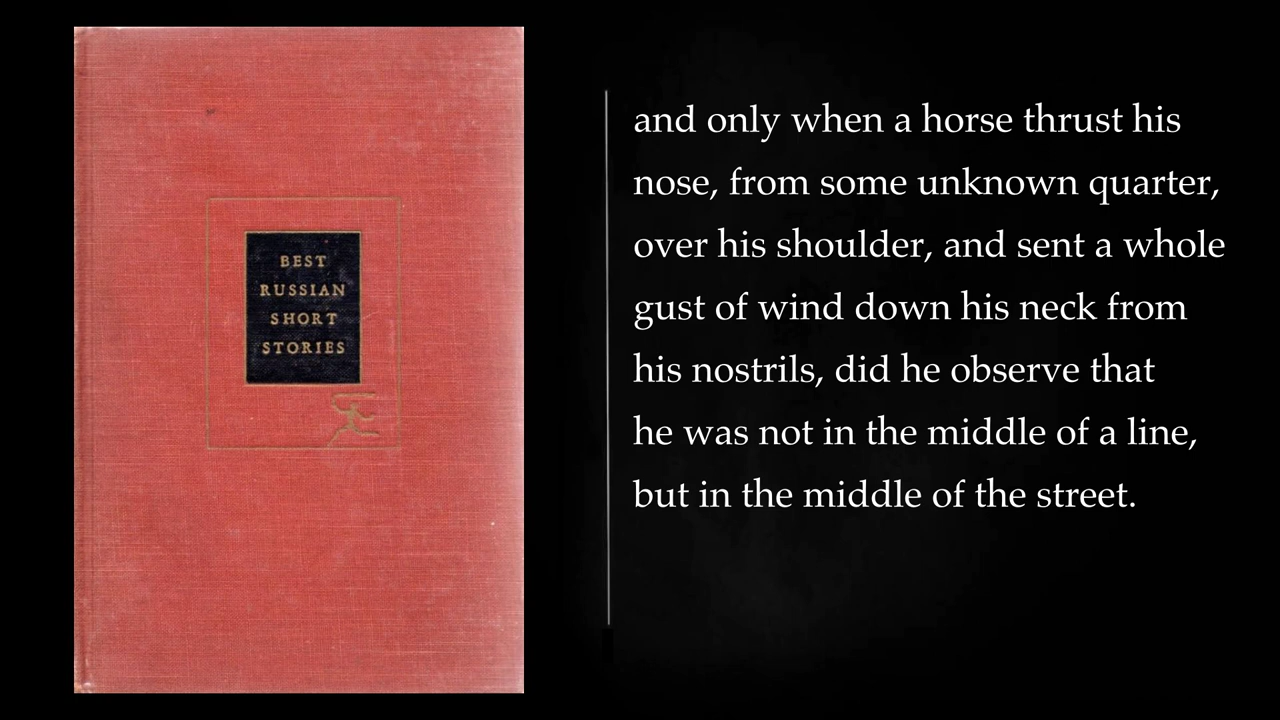 BEST
RUSSIAN
SHORT
STORIES
and only when a horse thrust his
nose, from some unknown quarter,
over his shoulder, and sent a whole
gust of wind down his neck from
his nostrils, did he observe that
he was not in the middle of a line,
but in the middle of the street.